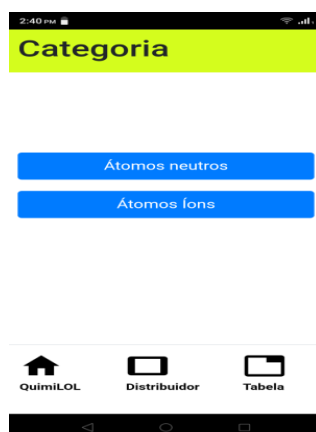 2:40 PM
Categoria
Átomos neutros
Átomos Íons
QuimiLOL Distribuidor Tabela